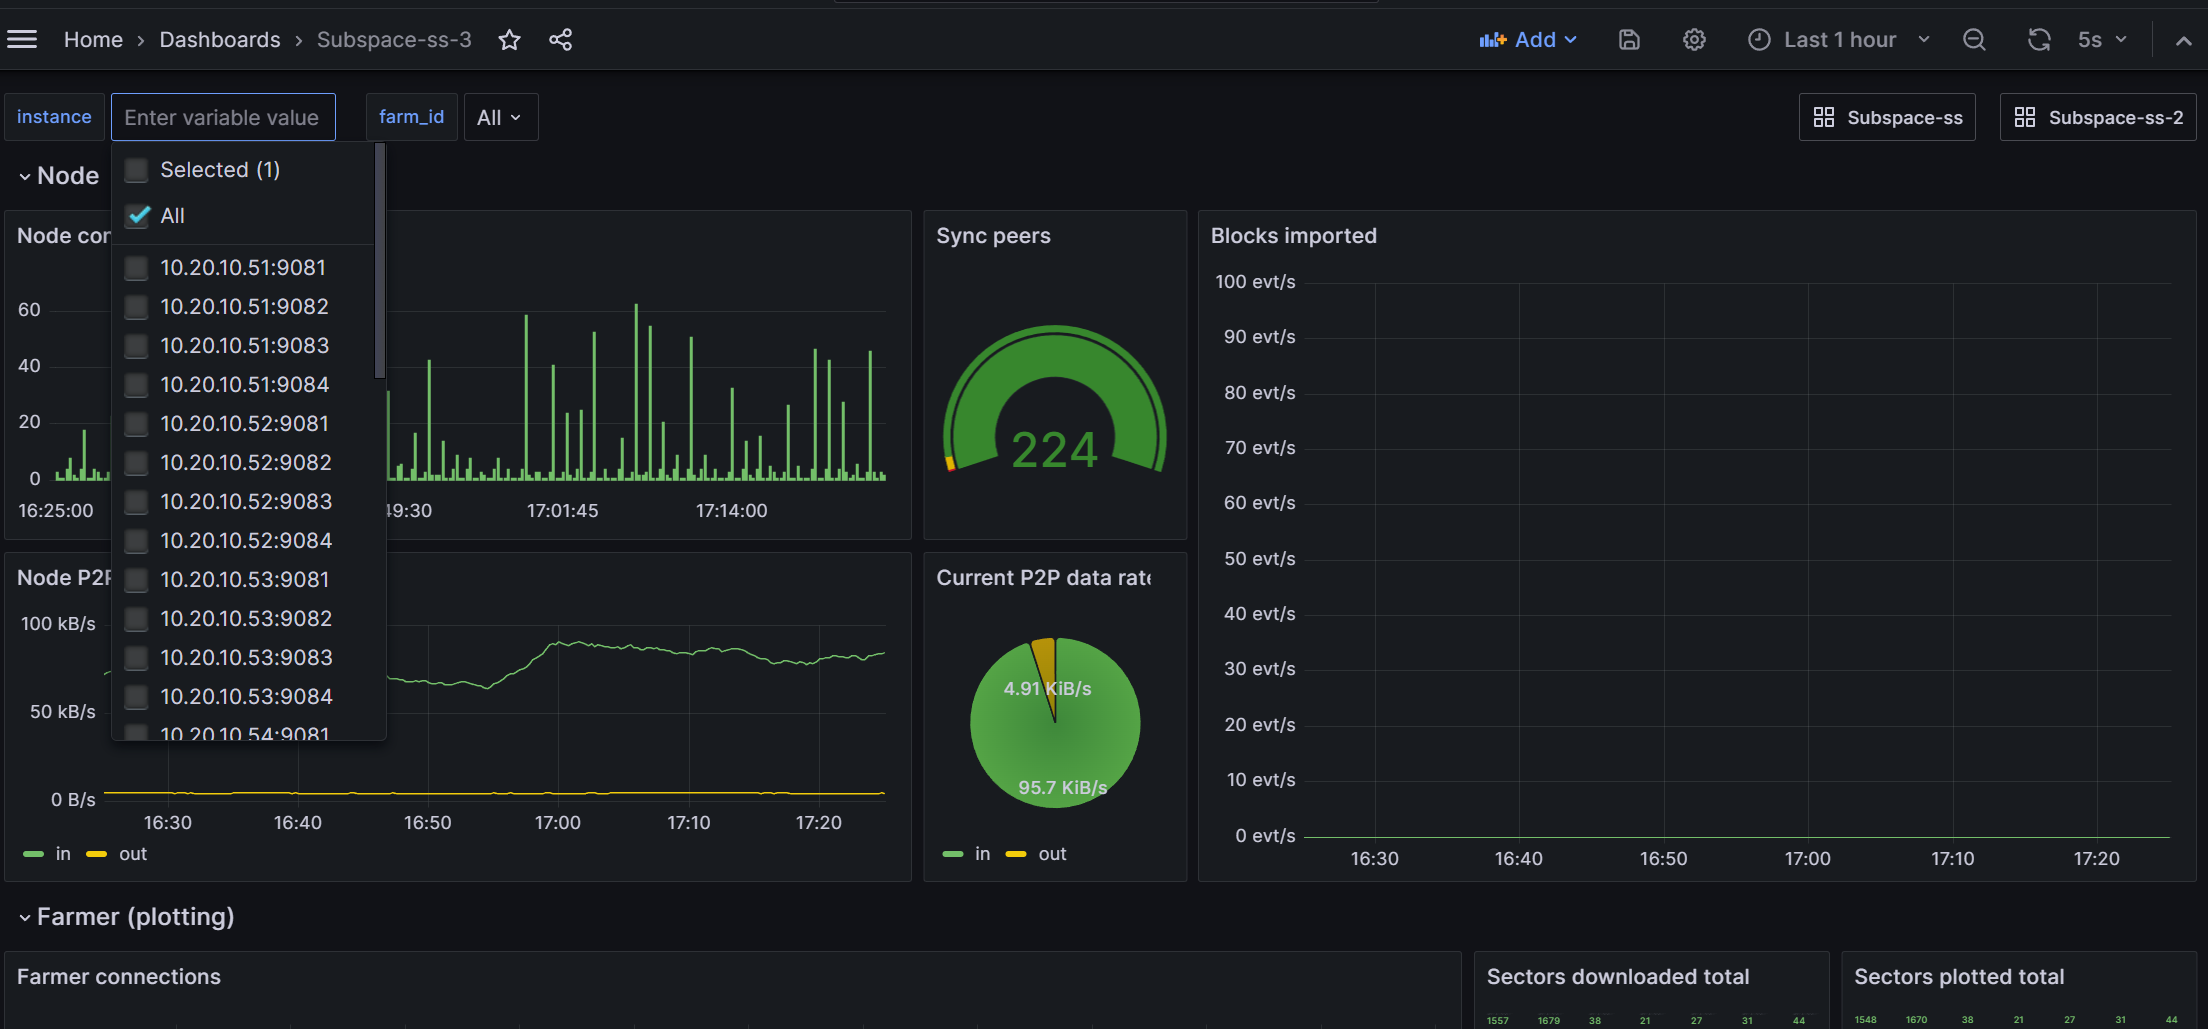 Home › Dashboards › Subspace-ss-3
Add
Last 1 hour
5s
instance
Enter variable value
farm_id
All
Subspace-ss
Subspace-ss-2
Selected (1)
All
10.20.10.51:9081
10.20.10.51:9082
10.20.10.51:9083
10.20.10.51:9084
10.20.10.52:9081
10.20.10.52:9082
10.20.10.52:9083
10.20.10.52:9084
10.20.10.53:9081
10.20.10.53:9082
10.20.10.53:9083
10.20.10.53:9084
10.20.10.54:9081
Node
Node con
60
40
20
0
16:25:00
49:30
17:01:45
17:14:00
Sync peers
224
Blocks imported
100 evt/s
90 evt/s
80 evt/s
70 evt/s
60 evt/s
50 evt/s
40 evt/s
30 evt/s
20 evt/s
10 evt/s
0 evt/s
16:30 16:40 16:50 17:00 17:10 17:20
Node P2P
100 kB/s
50 kB/s
0 B/s
16:30 16:40 16:50 17:00 17:10 17:20
in out
Current P2P data rate
4.91 KiB/s
95.7 KiB/s
in out
Farmer (plotting)
Farmer connections
Sectors downloaded total
1557 1679 38 21 27 31 44
Sectors plotted total
1548 1670 38 21 27 31 44